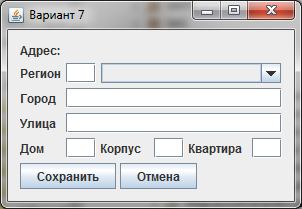 Вариант 7
Адрес:
Регион
Город
Улица
Дом Корпус Квартира
Сохранить Отмена